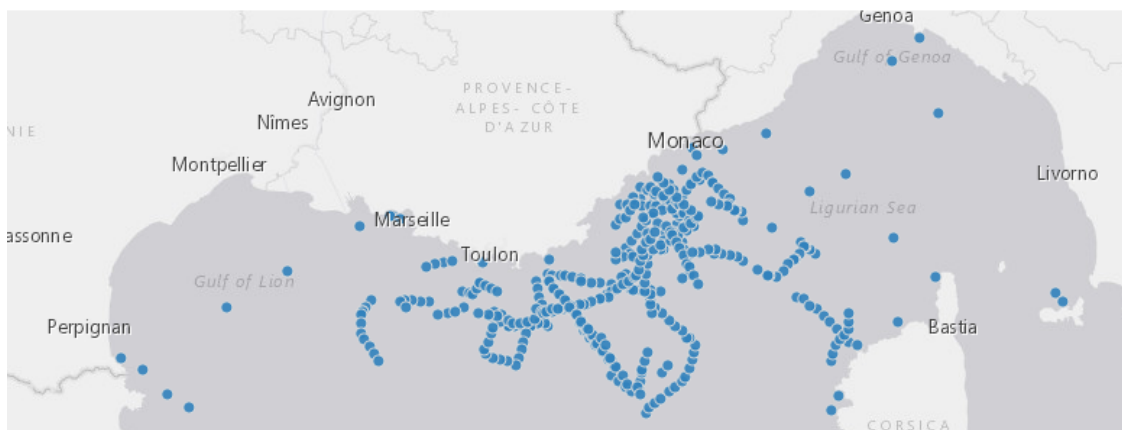 Genoa
Gulf of Genoa
PROVENCE-
ALPES- CÔTE
D'AZUR
Avignon
Nîmes
NIE
Monaco
Montpellier
Livorno
Ligurian Sea
Marseille
assonne
Toulon
Gulf of Lion
Perpignan
Bastia
CORSICA